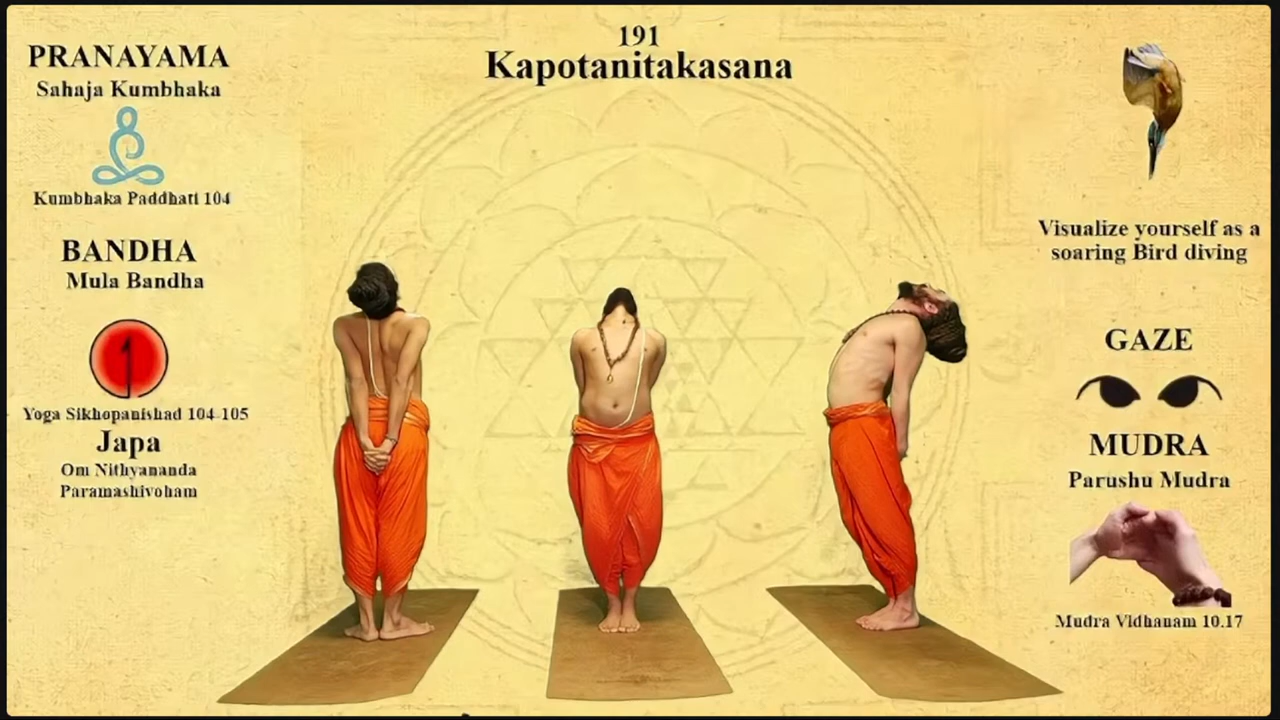 191
Kapotanitakasana
PRANAYAMA
Sahaja Kumbhaka
Kumbhaka Paddhati 104
BANDHA
Mula Bandha
Yoga Sikhopanishad 104-105
Japa
Om Nithyananda
Paramashivoham
Visualize yourself as a
soaring Bird diving
GAZE
MUDRA
Parushu Mudra
Mudra Vidhanam 10.17